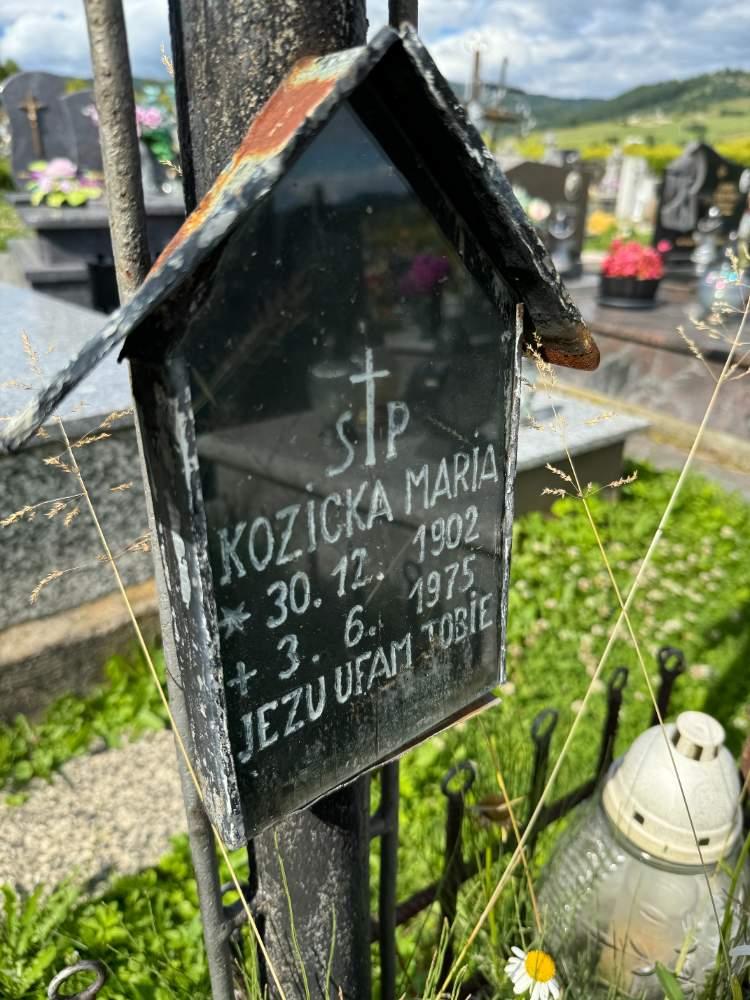 S P
KOZICKA MARIA
* 30. 12. 1902
+ 3. 6. 1975
JEZU UFAM TOBIE